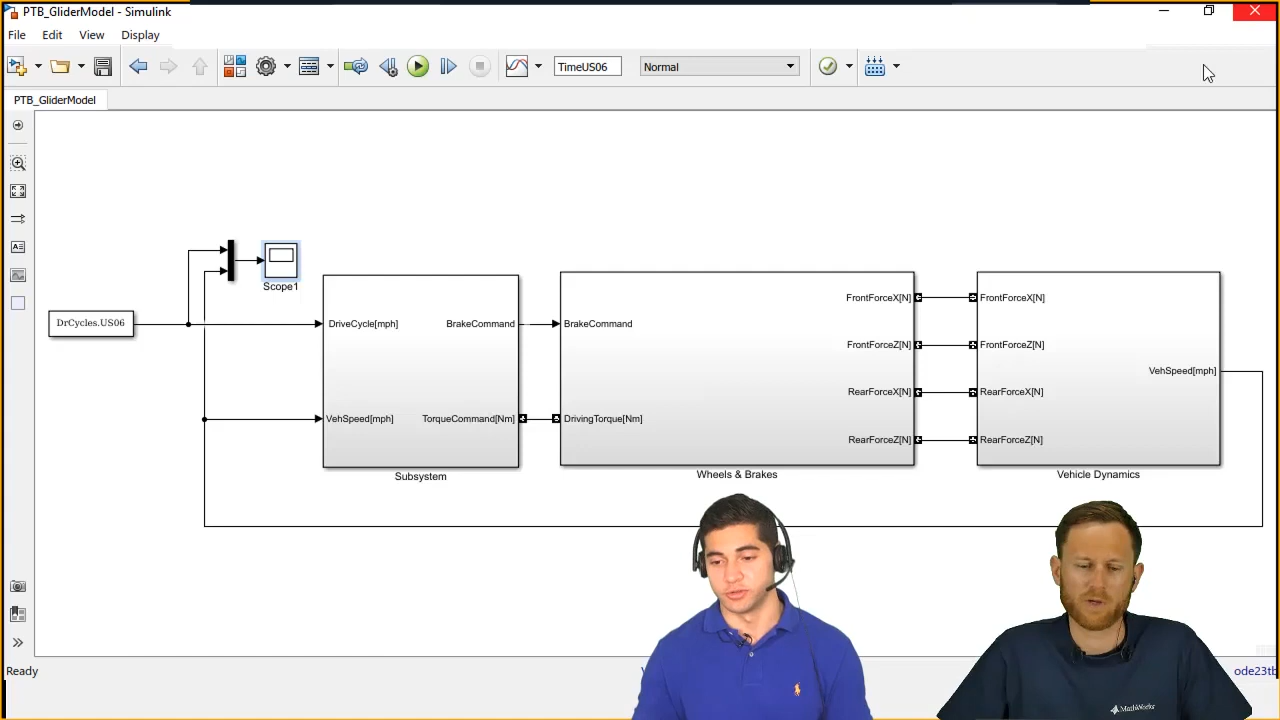 PTB_GliderModel - Simulink
File Edit View Display
TimeUS06
Normal
PTB_GliderModel
Scope1
DrCycles.US06
DriveCycle[mph]
BrakeCommand
VehSpeed[mph]
TorqueCommand[Nm]
Subsystem
BrakeCommand
DrivingTorque[Nm]
FrontForceX[N]
FrontForceZ[N]
RearForceX[N]
RearForceZ[N]
Wheels & Brakes
FrontForceX[N]
FrontForceZ[N]
RearForceX[N]
RearForceZ[N]
VehSpeed[mph]
Vehicle Dynamics
Ready
MathWorks